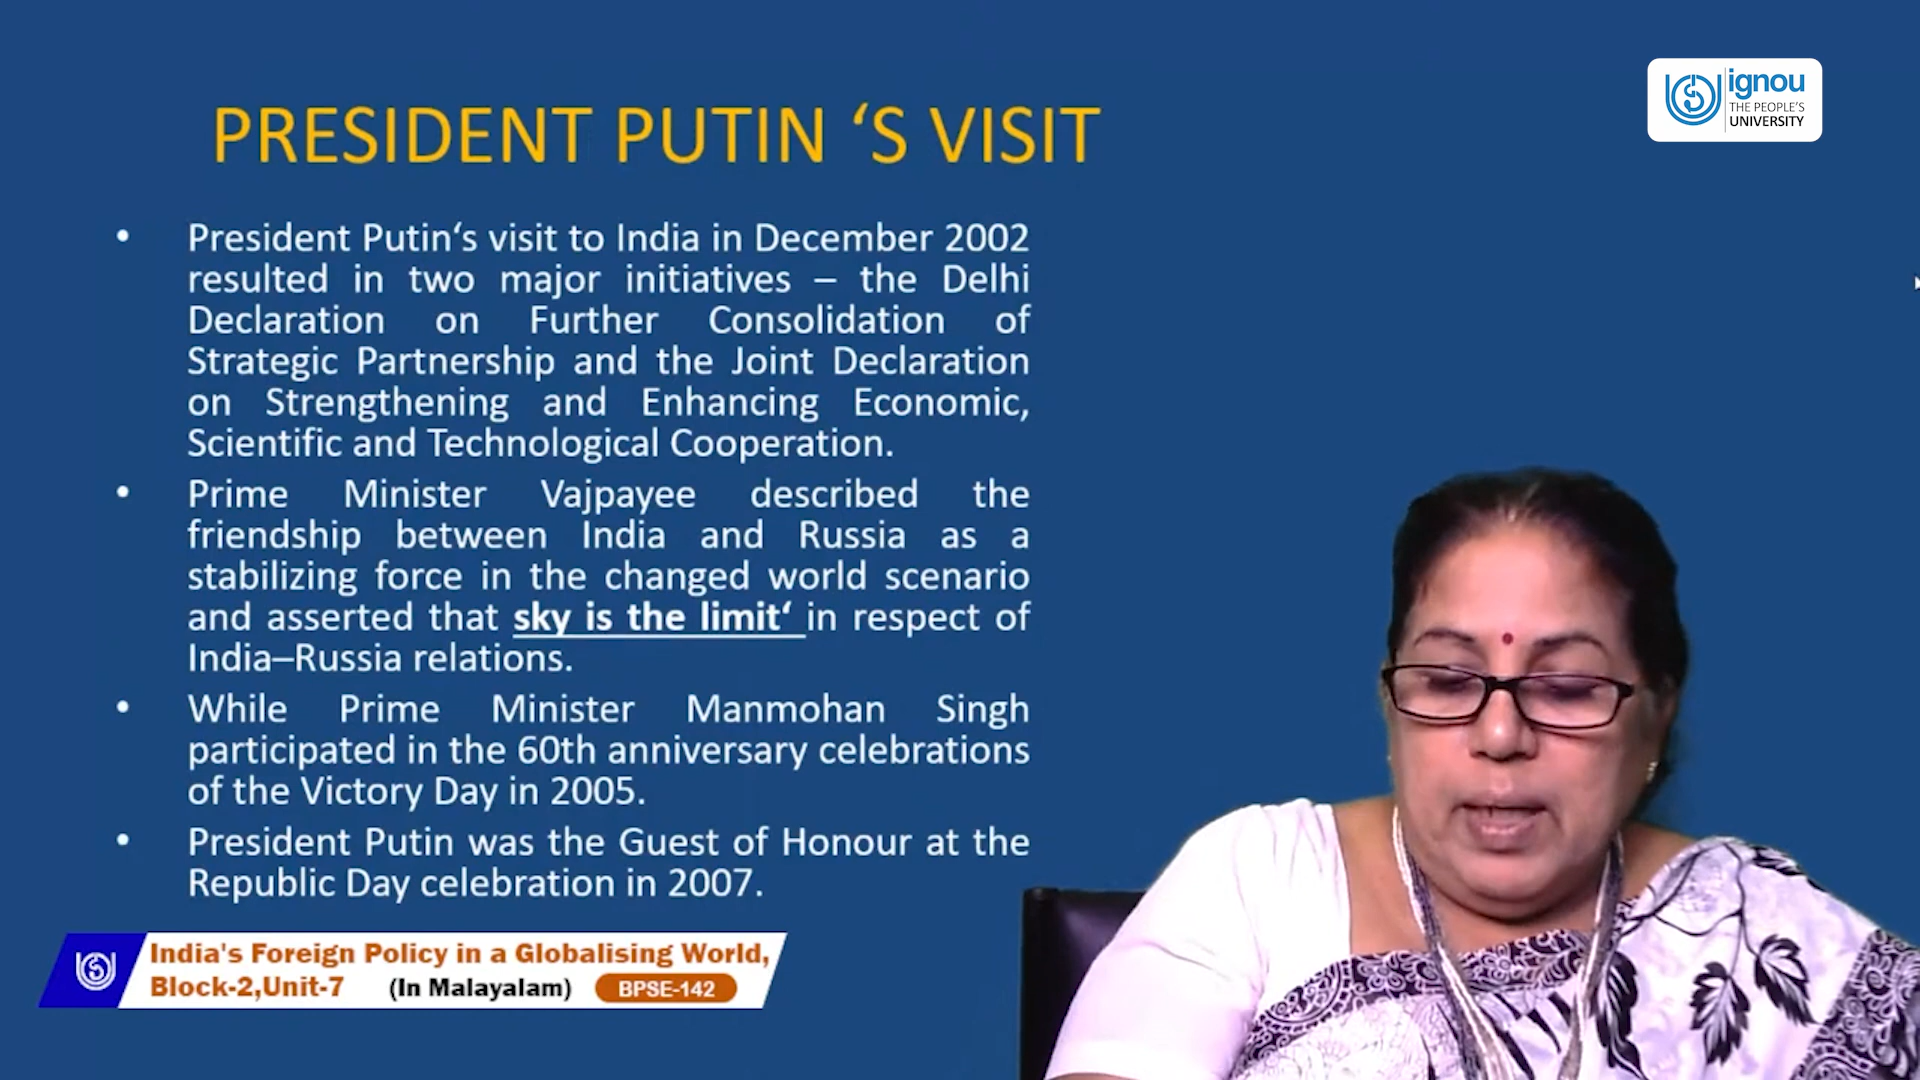 ignou
THE PEOPLE'S
UNIVERSITY
PRESIDENT PUTIN ‘S VISIT
• President Putin‘s visit to India in December 2002
resulted in two major initiatives – the Delhi
Declaration on Further Consolidation of
Strategic Partnership and the Joint Declaration
on Strengthening and Enhancing Economic,
Scientific and Technological Cooperation.
• Prime Minister Vajpayee described the
friendship between India and Russia as a
stabilizing force in the changed world scenario
and asserted that sky is the limit‘ in respect of
India–Russia relations.
• While Prime Minister Manmohan Singh
participated in the 60th anniversary celebrations
of the Victory Day in 2005.
• President Putin was the Guest of Honour at the
Republic Day celebration in 2007.
India's Foreign Policy in a Globalising World,
Block-2,Unit-7 (In Malayalam) BPSE-142